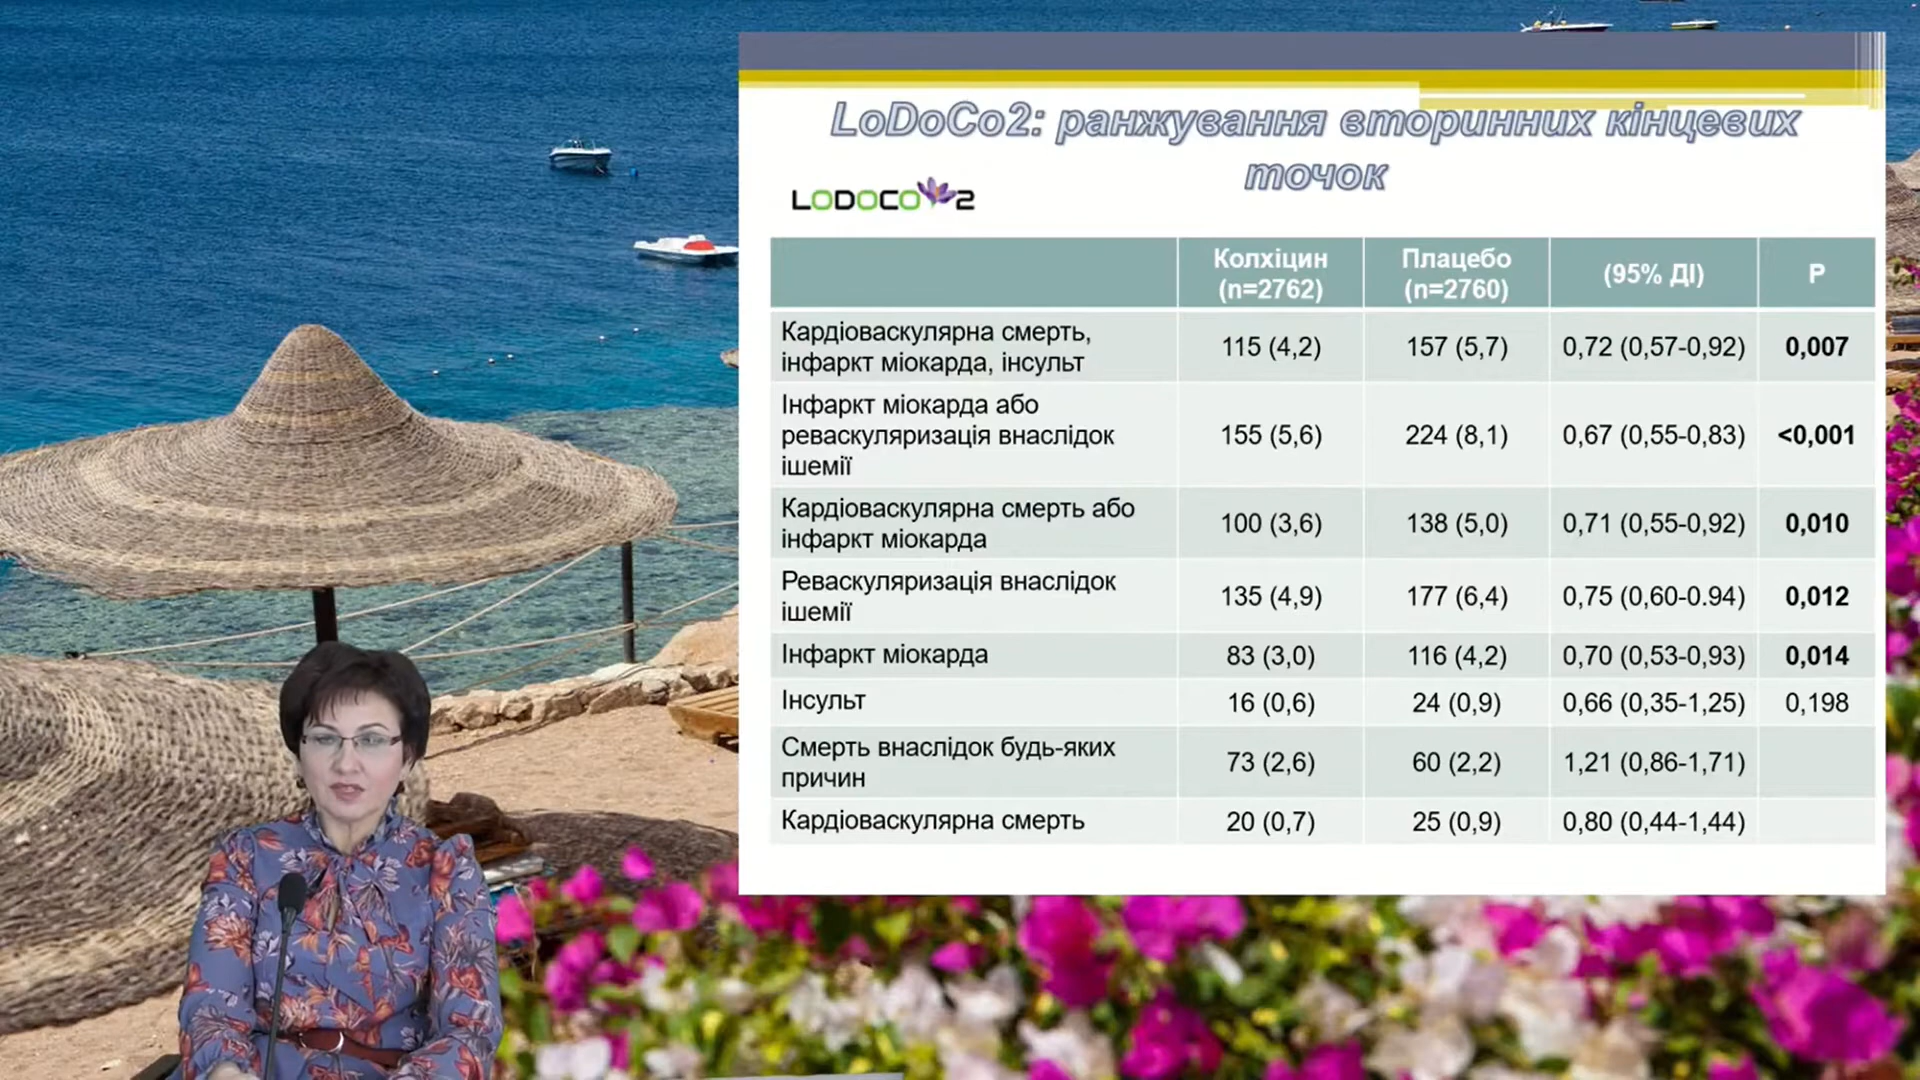 LoDoCo2: ранжування вторинних кінцевих
точок
LODOCO 2
Колхіцин
(n=2762)
Плацебо
(n=2760)
(95% ДІ)
P
Кардіоваскулярна смерть,
інфаркт міокарда, інсульт
115 (4,2)
157 (5,7)
0,72 (0,57-0,92)
0,007
Інфаркт міокарда або
реваскуляризація внаслідок
ішемії
155 (5,6)
224 (8,1)
0,67 (0,55-0,83)
<0,001
Кардіоваскулярна смерть або
інфаркт міокарда
100 (3,6)
138 (5,0)
0,71 (0,55-0,92)
0,010
Реваскуляризація внаслідок
ішемії
135 (4,9)
177 (6,4)
0,75 (0,60-0.94)
0,012
Інфаркт міокарда
83 (3,0)
116 (4,2)
0,70 (0,53-0,93)
0,014
Інсульт
16 (0,6)
24 (0,9)
0,66 (0,35-1,25)
0,198
Смерть внаслідок будь-яких
причин
73 (2,6)
60 (2,2)
1,21 (0,86-1,71)
Кардіоваскулярна смерть
20 (0,7)
25 (0,9)
0,80 (0,44-1,44)